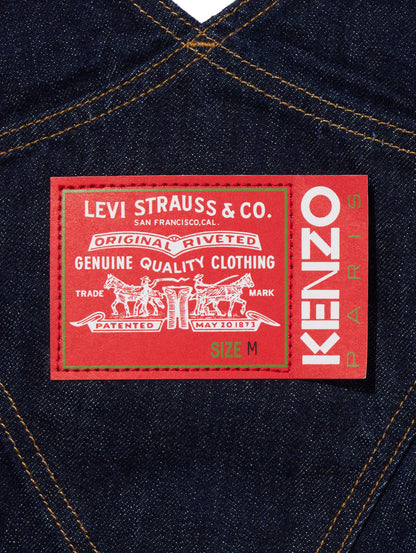 LEVI STRAUSS & CO.
SAN FRANCISCO, CAL.
ORIGINAL RIVETED
GENUINE QUALITY CLOTHING
TRADE MARK
PATENTED MAY 20 1873
SIZE M
KENZO
PARIS